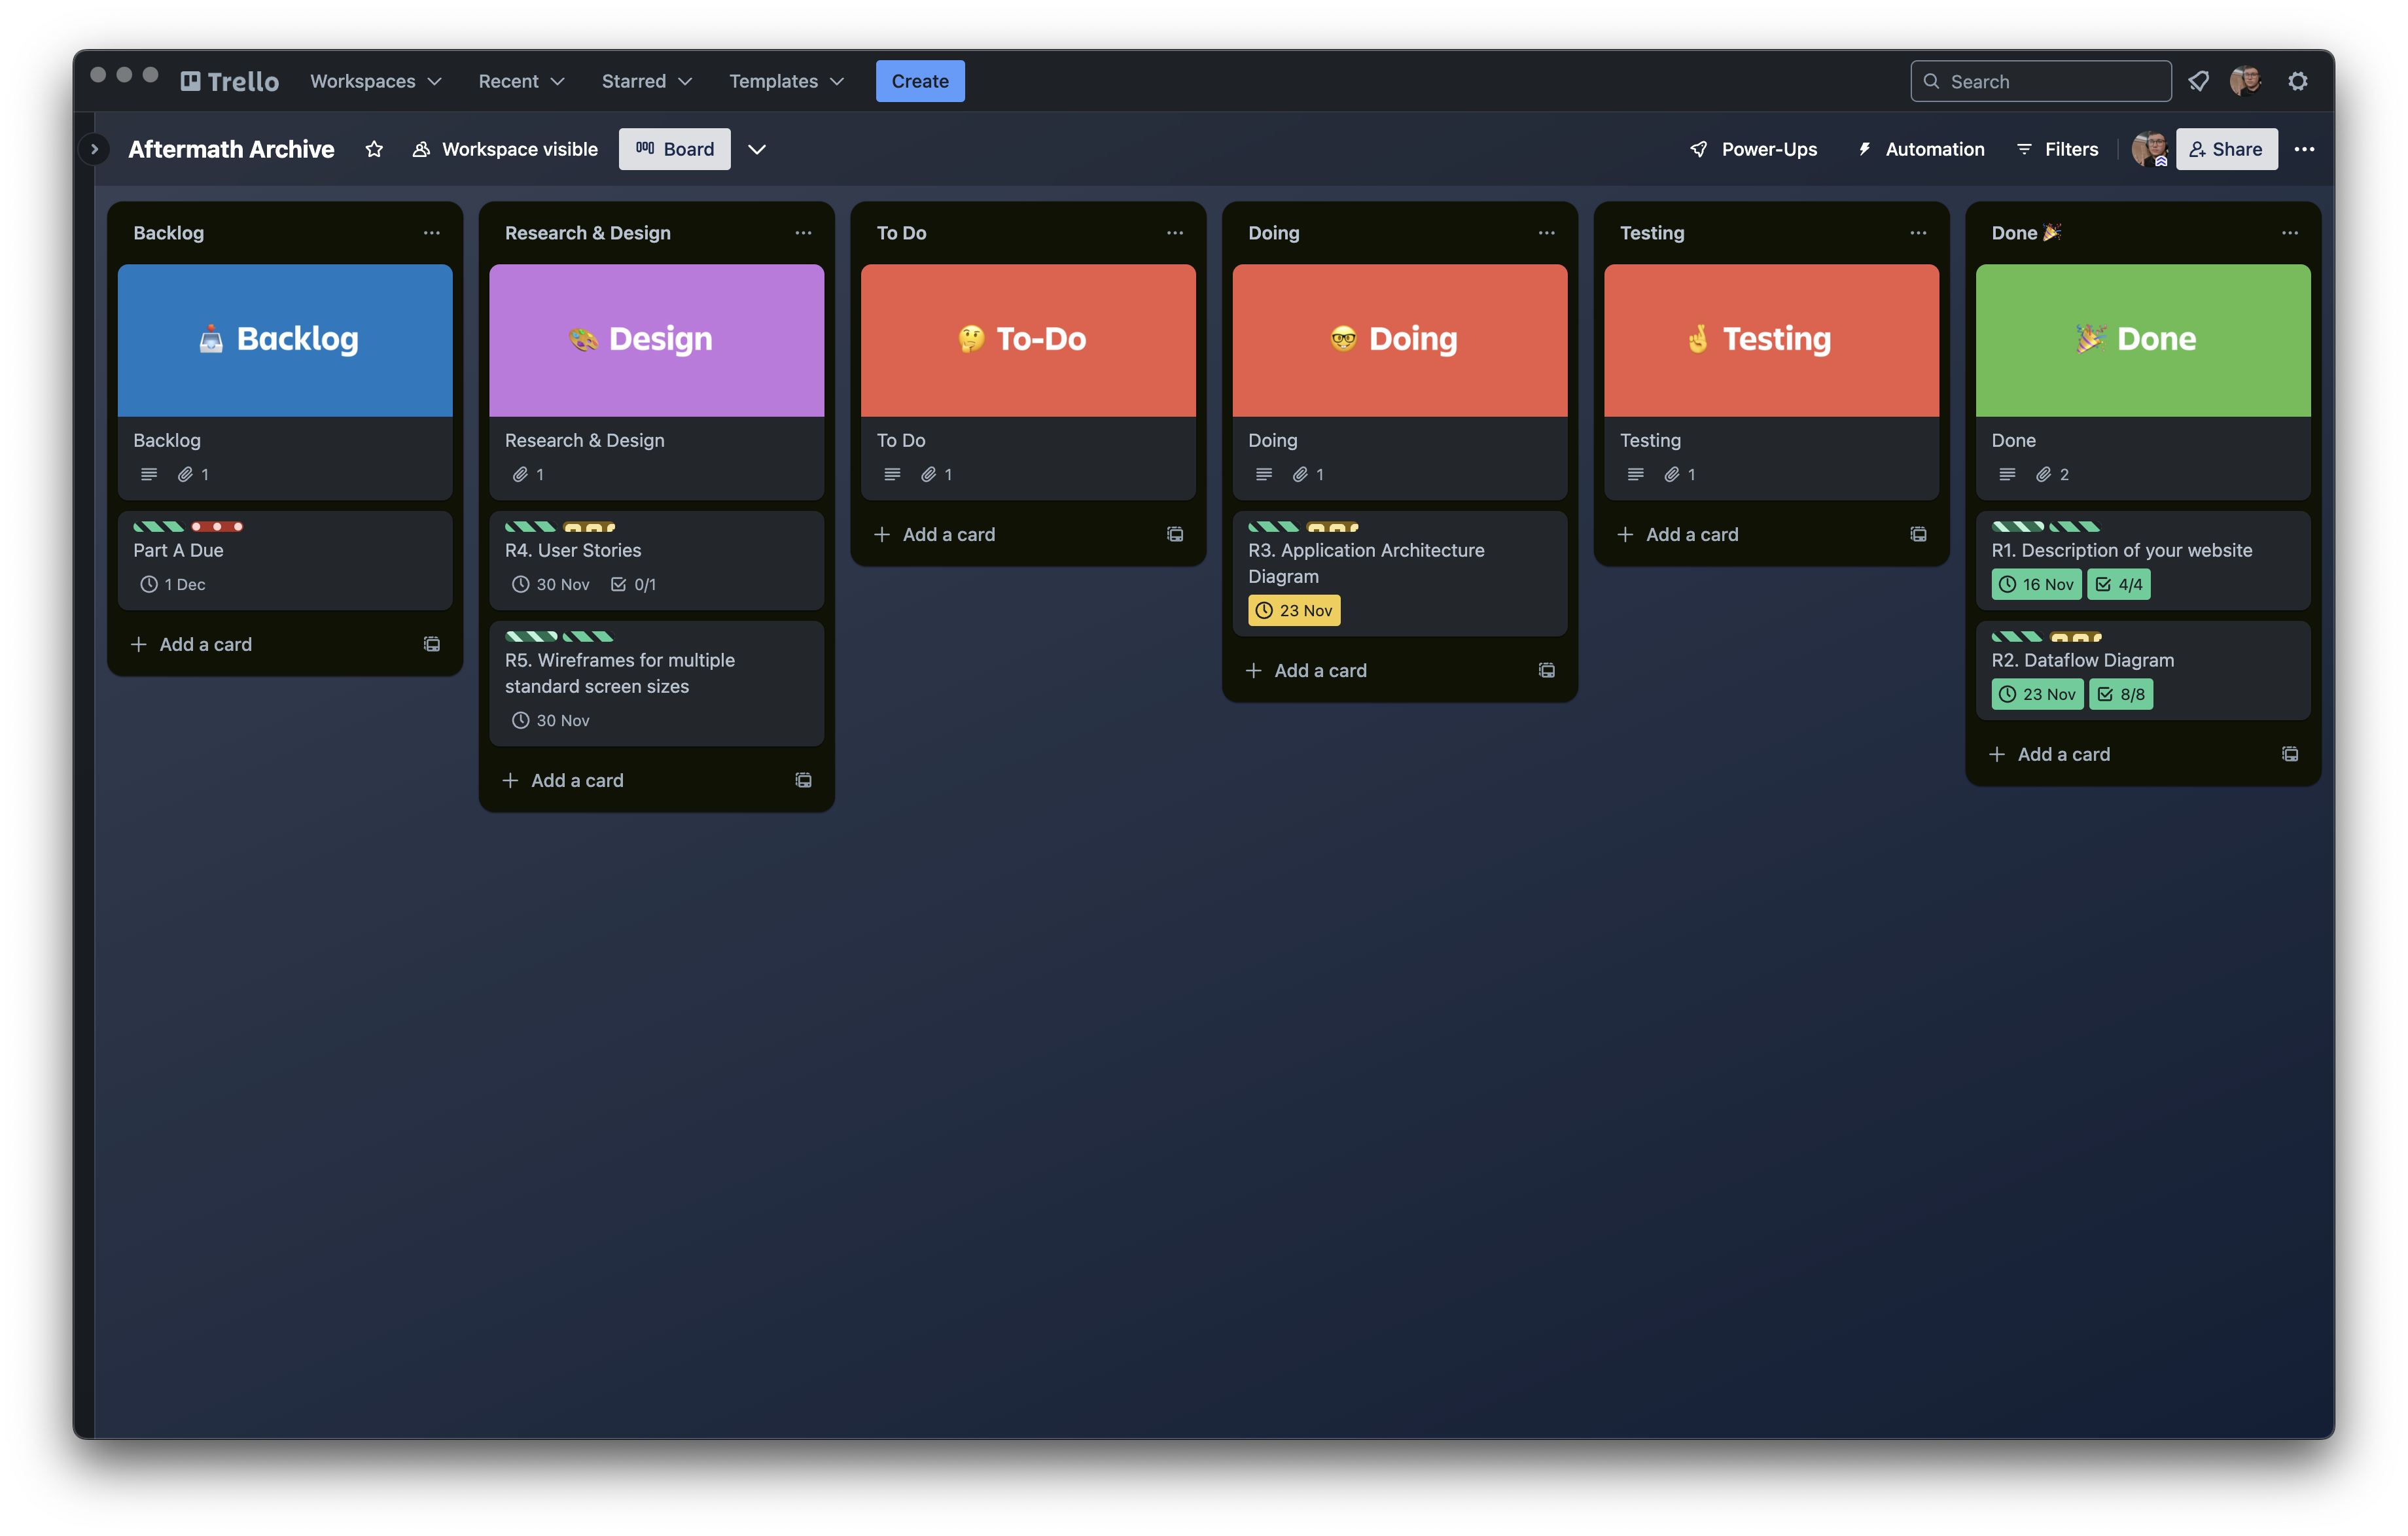 Trello
Workspaces
Recent
Starred
Templates
Create
Search
Aftermath Archive
Workspace visible
Board
Power-Ups
Automation
Filters
Share
Backlog
Backlog
Backlog
1
Part A Due
1 Dec
Add a card
Research & Design
Design
Research & Design
1
R4. User Stories
30 Nov
0/1
R5. Wireframes for multiple
standard screen sizes
30 Nov
Add a card
To Do
To-Do
To Do
1
Add a card
Doing
Doing
Doing
1
R3. Application Architecture
Diagram
23 Nov
Add a card
Testing
Testing
Testing
1
Add a card
Done 🎉
Done
Done
2
R1. Description of your website
16 Nov
4/4
R2. Dataflow Diagram
23 Nov
8/8
Add a card